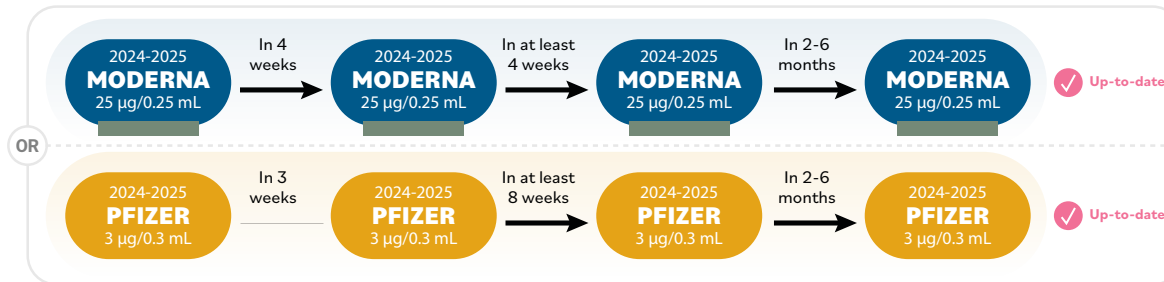 2024-2025
MODERNA
25 µg/0.25 mL
In 4
weeks
2024-2025
MODERNA
25 µg/0.25 mL
In at least
4 weeks
2024-2025
MODERNA
25 µg/0.25 mL
In 2-6
months
2024-2025
MODERNA
25 µg/0.25 mL
Up-to-date
OR
2024-2025
PFIZER
3 µg/0.3 mL
In 3
weeks
2024-2025
PFIZER
3 µg/0.3 mL
In at least
8 weeks
2024-2025
PFIZER
3 µg/0.3 mL
In 2-6
months
2024-2025
PFIZER
3 µg/0.3 mL
Up-to-date